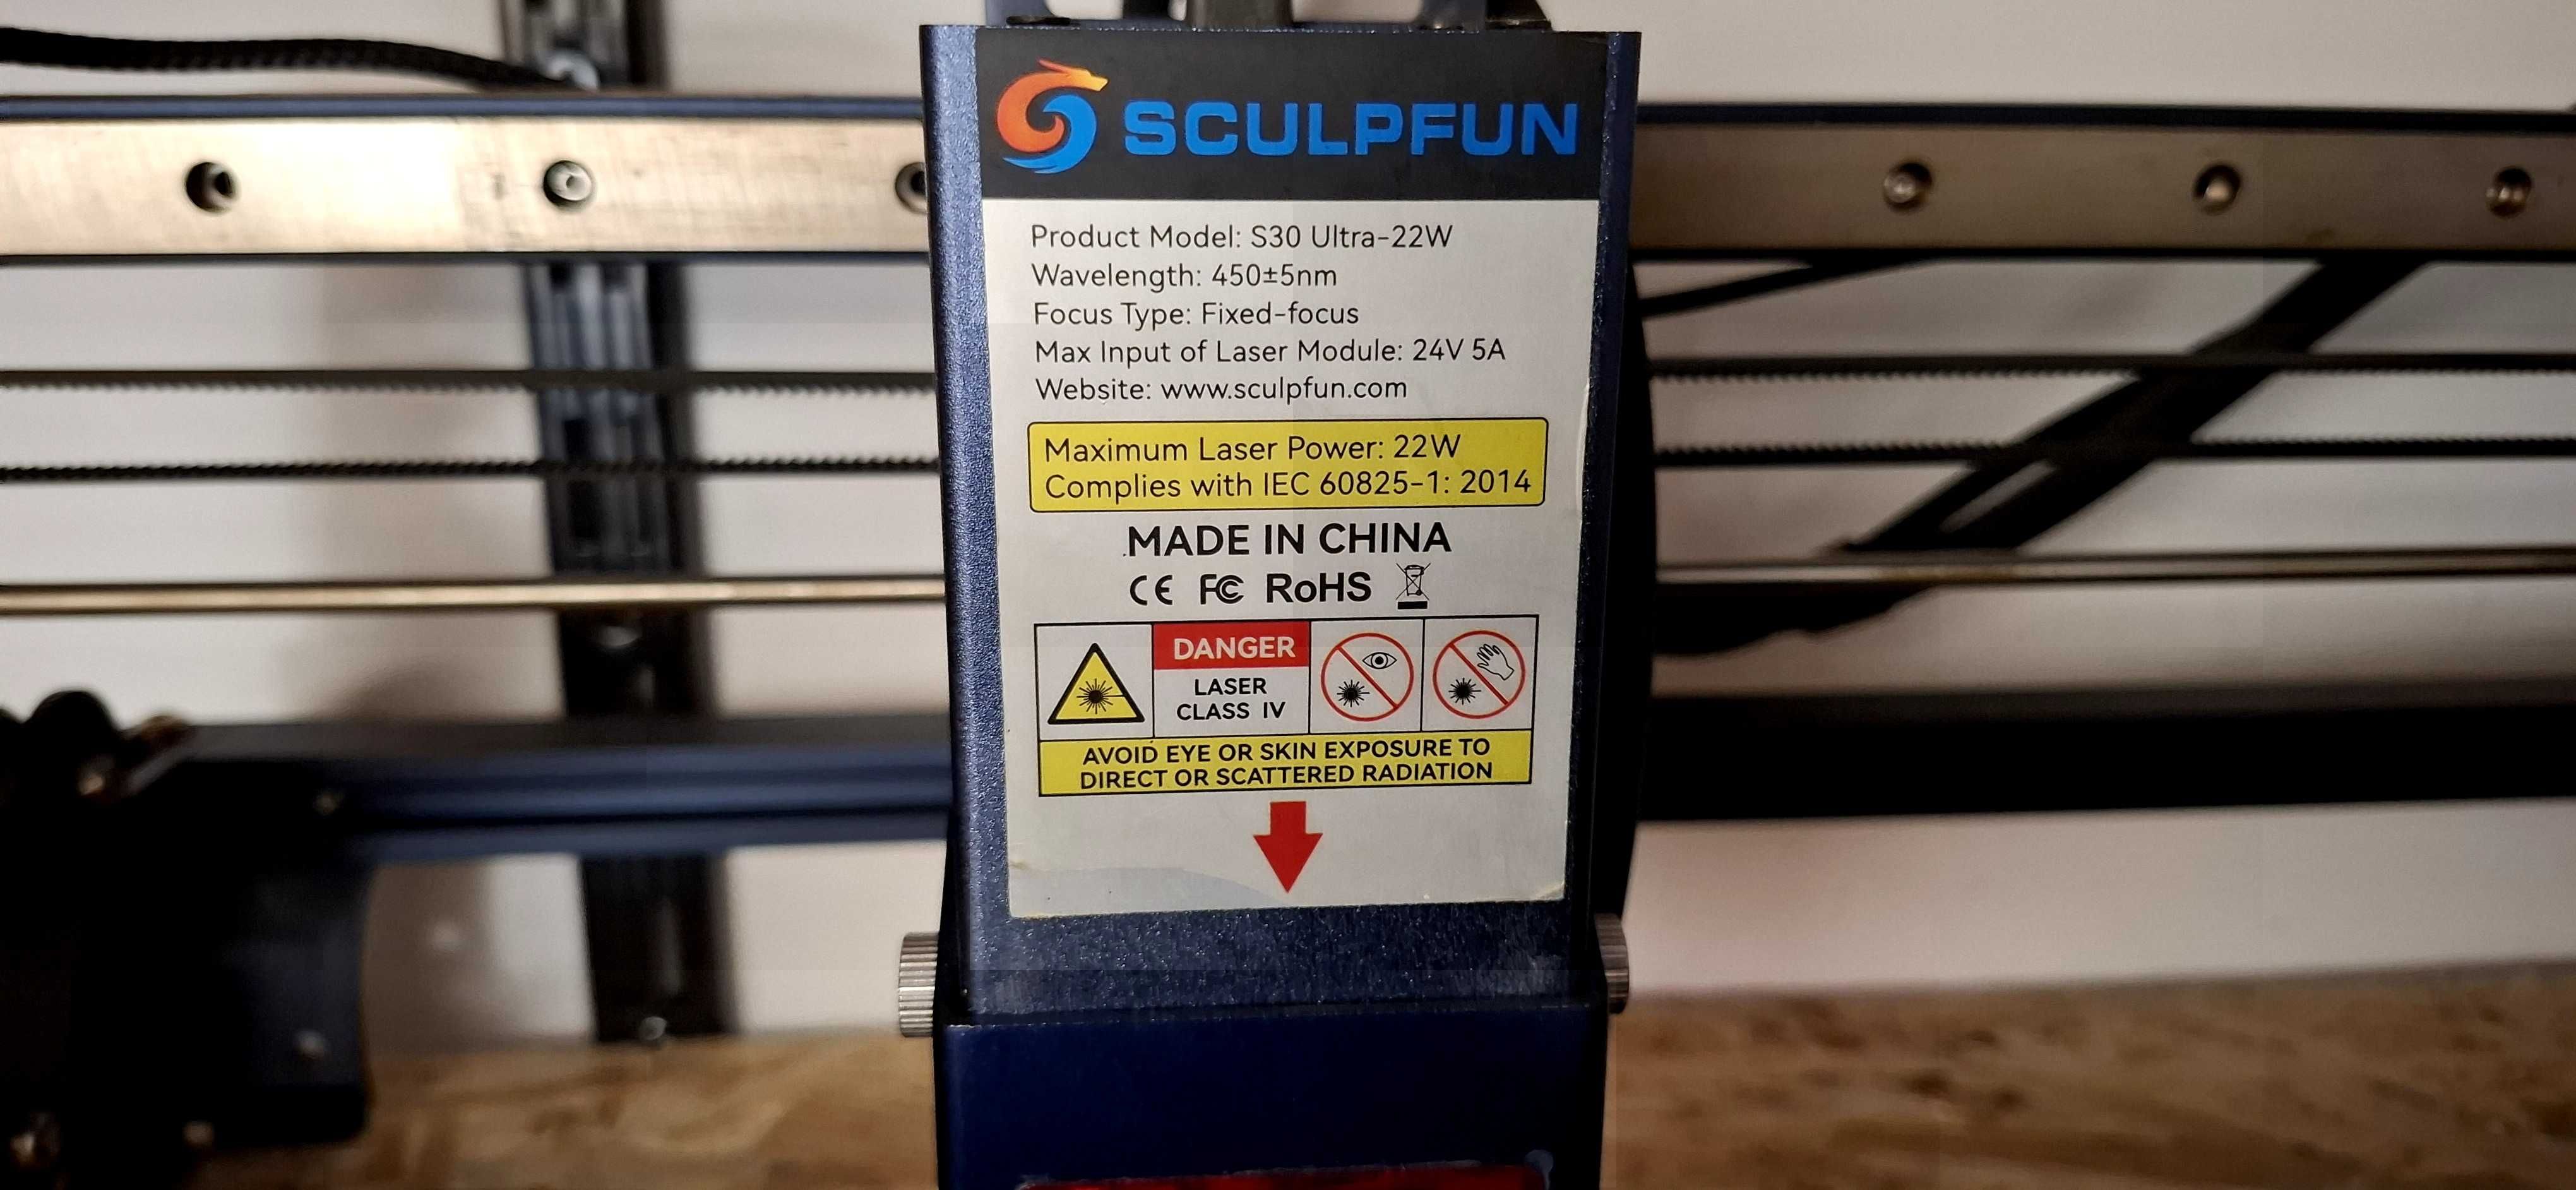 SCULPFUN
Product Model: S30 Ultra-22W
Wavelength: 450±5nm
Focus Type: Fixed-focus
Max Input of Laser Module: 24V 5A
Website: www.sculpfun.com
Maximum Laser Power: 22W
Complies with IEC 60825-1: 2014
MADE IN CHINA
CE FC RoHS
DANGER
LASER
CLASS IV
AVOID EYE OR SKIN EXPOSURE TO
DIRECT OR SCATTERED RADIATION